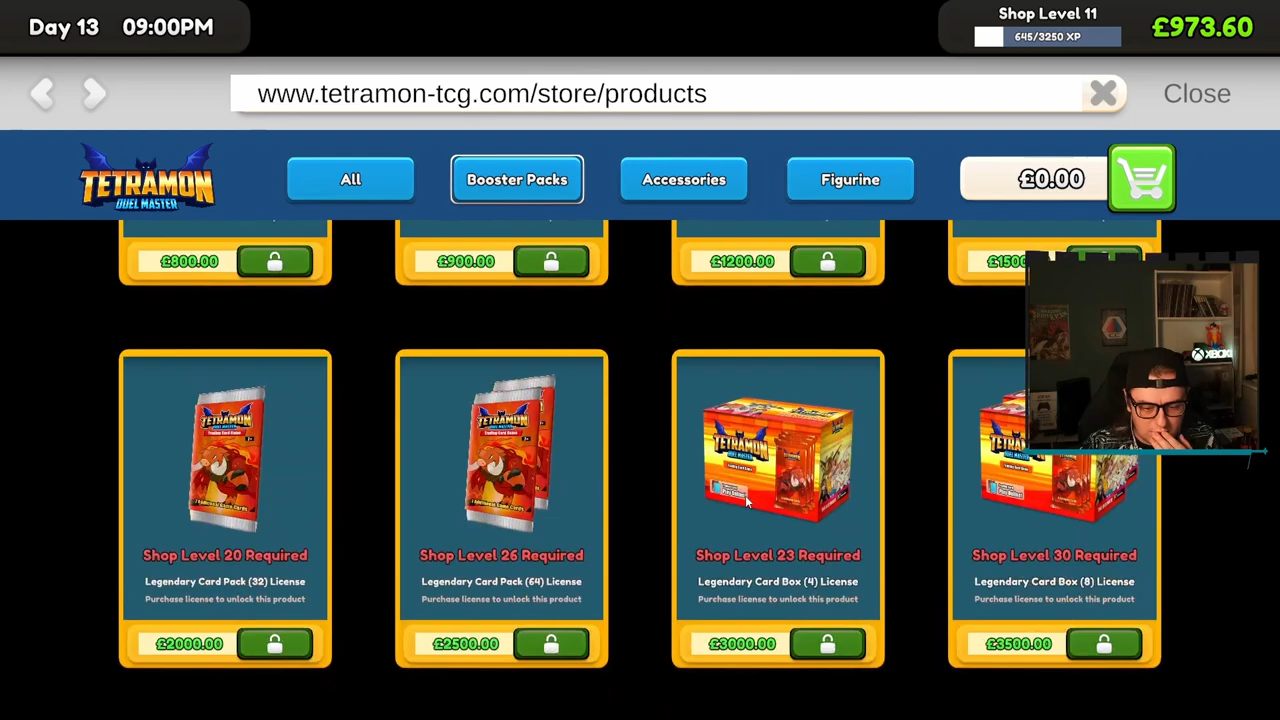 Day 13 09:00PM
Shop Level 11
645/3250 XP
£973.60
www.tetramon-tcg.com/store/products
Close
TETRAMON
DUEL MASTER
All
Booster Packs
Accessories
Figurine
£0.00
£800.00
£900.00
£1200.00
XBOX
TETRAMON
TETRAMON
TETRAMON
Shop Level 20 Required
Shop Level 26 Required
Shop Level 23 Required
Shop Level 30 Required
Legendary Card Pack (32) License
Legendary Card Pack (64) License
Legendary Card Box (4) License
Legendary Card Box (8) License
Purchase license to unlock this product
Purchase license to unlock this product
Purchase license to unlock this product
Purchase license to unlock this product
£2000.00
£2500.00
£3000.00
£3500.00